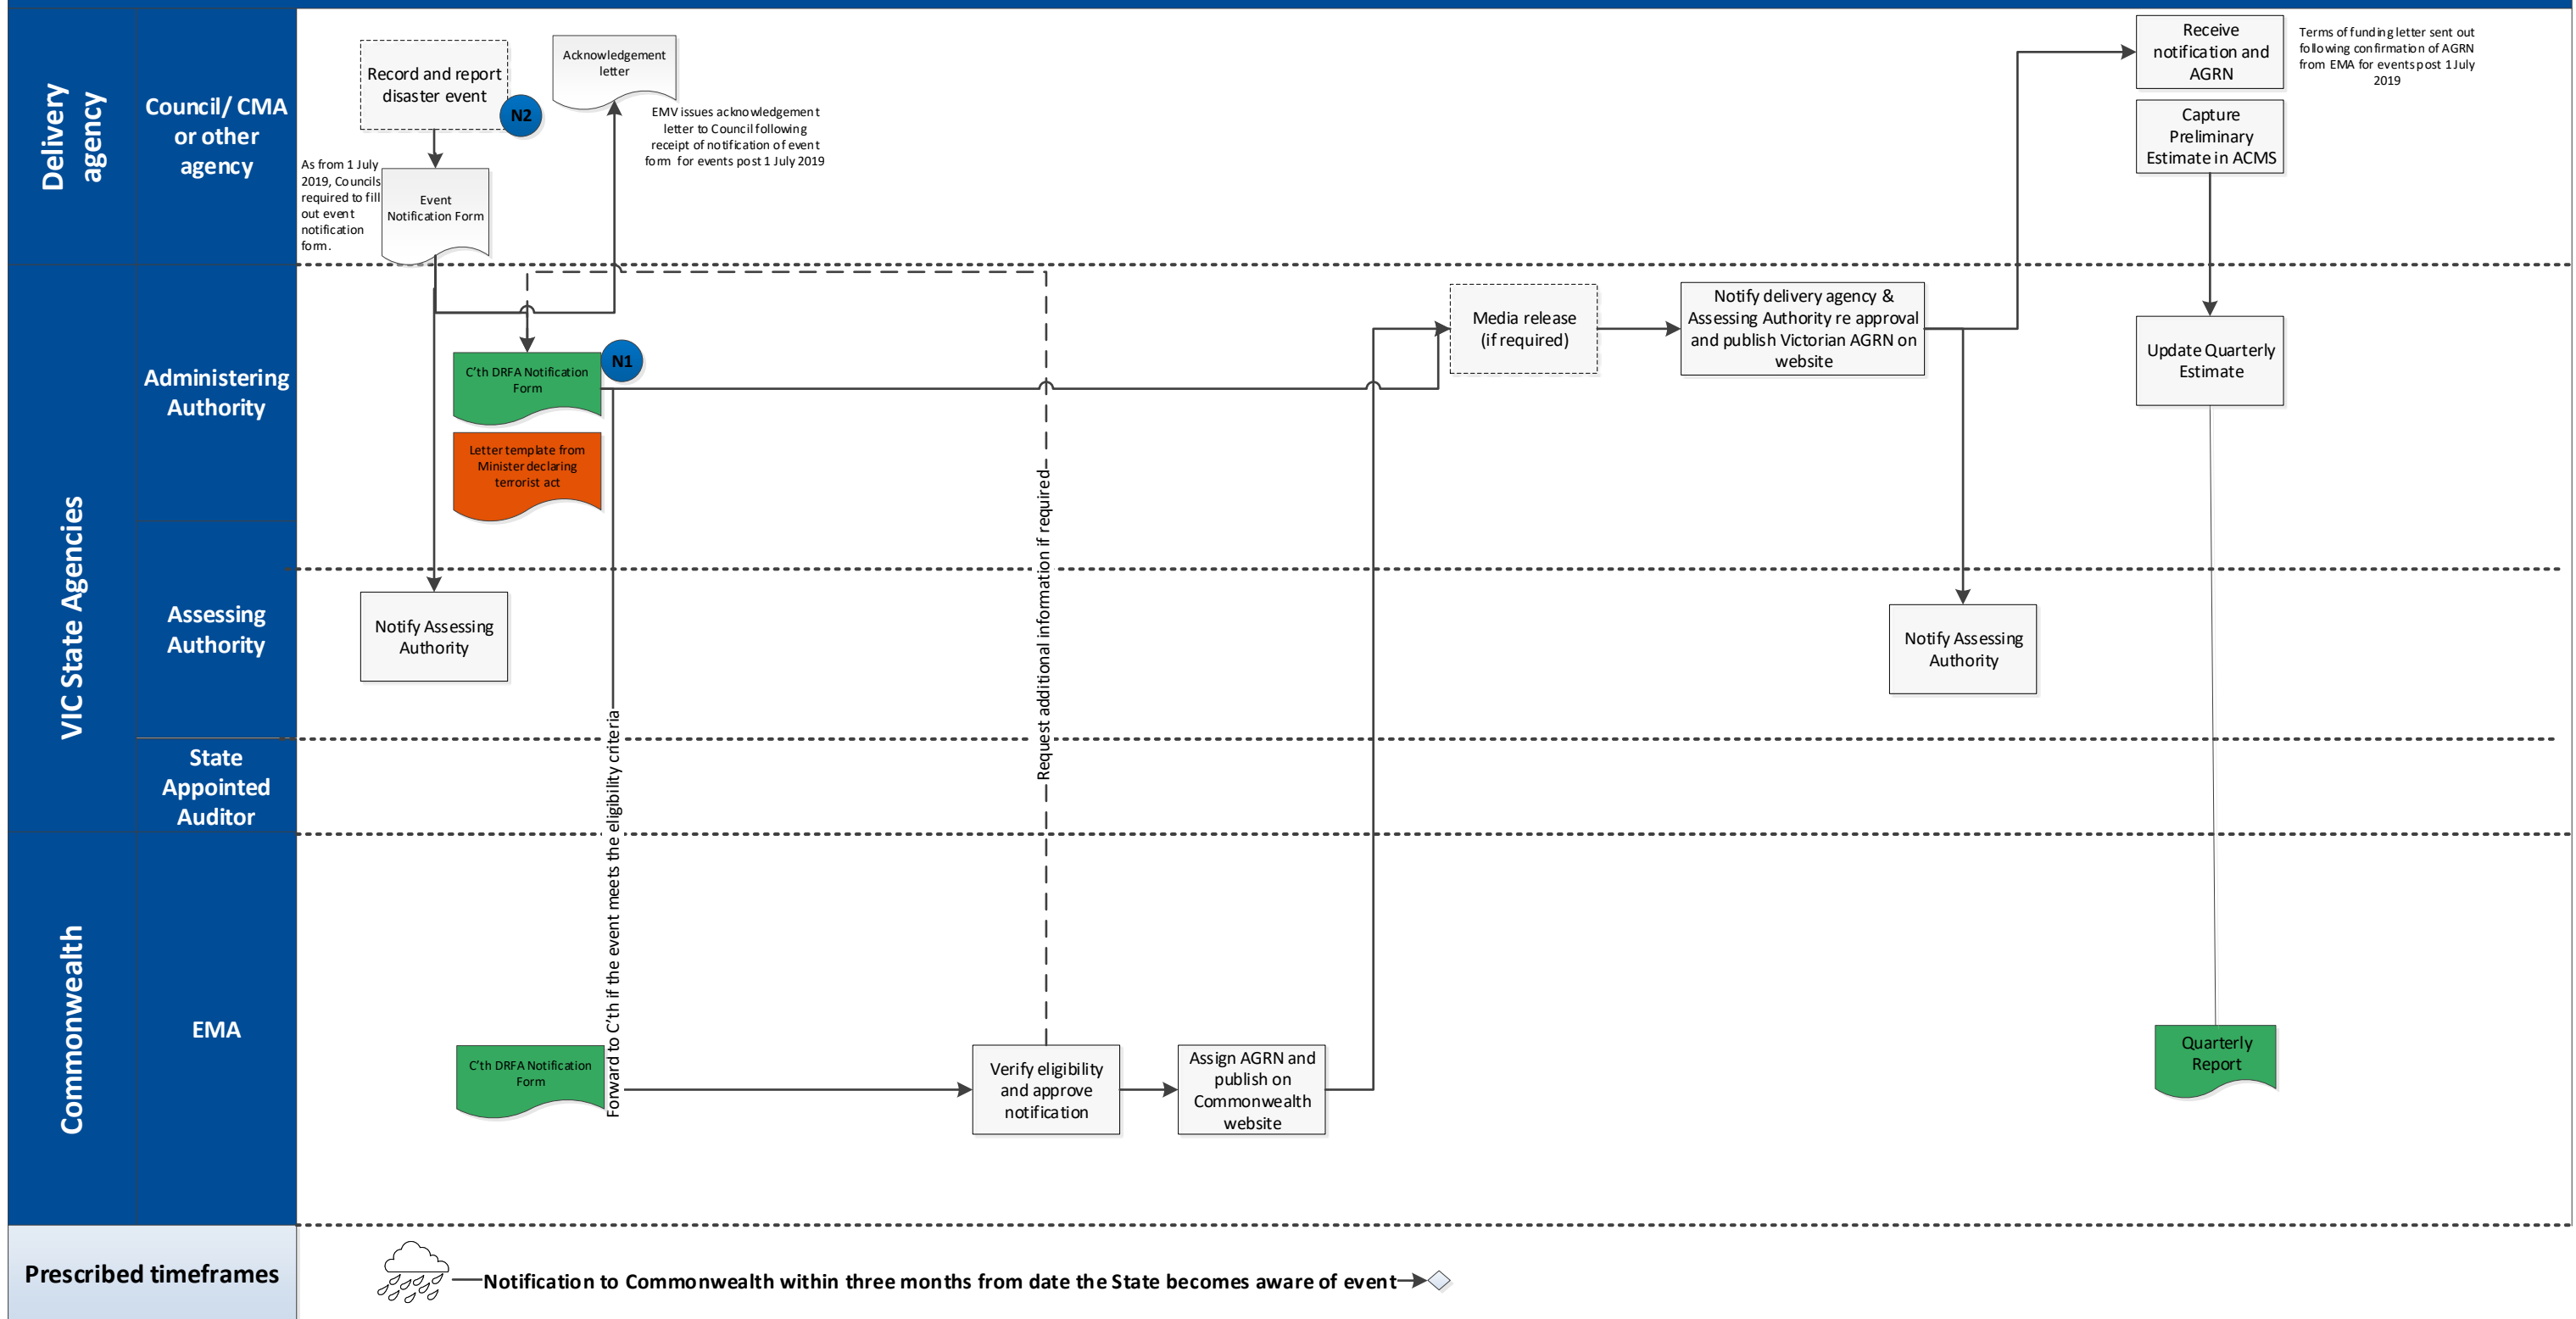 Delivery
agency
Council/ CMA
or other
agency
Record and report
disaster event
N2
Acknowledgement
letter
EMV issues acknowledgement
letter to Council following
receipt of notification of event
form for events post 1 July 2019
As from 1 July
2019, Councils
required to fill
out event
notification
form.
Event
Notification Form
Receive
notification and
AGRN
Terms of funding letter sent out
following confirmation of AGRN
from EMA for events post 1 July
2019
Capture
Preliminary
Estimate in ACMS
VIC State Agencies
Administering
Authority
C'th DRFA Notification
Form
N1
Letter template from
Minister declaring
terrorist act
Request additional information if required
Media release
(if required)
Notify delivery agency &
Assessing Authority re approval
and publish Victorian AGRN on
website
Update Quarterly
Estimate
Assessing
Authority
Notify Assessing
Authority
Notify Assessing
Authority
State
Appointed
Auditor
Forward to C'th if the event meets the eligibility criteria
Commonwealth
EMA
C'th DRFA Notification
Form
Verify eligibility
and approve
notification
Assign AGRN and
publish on
Commonwealth
website
Quarterly
Report
Prescribed timeframes
Notification to Commonwealth within three months from date the State becomes aware of event